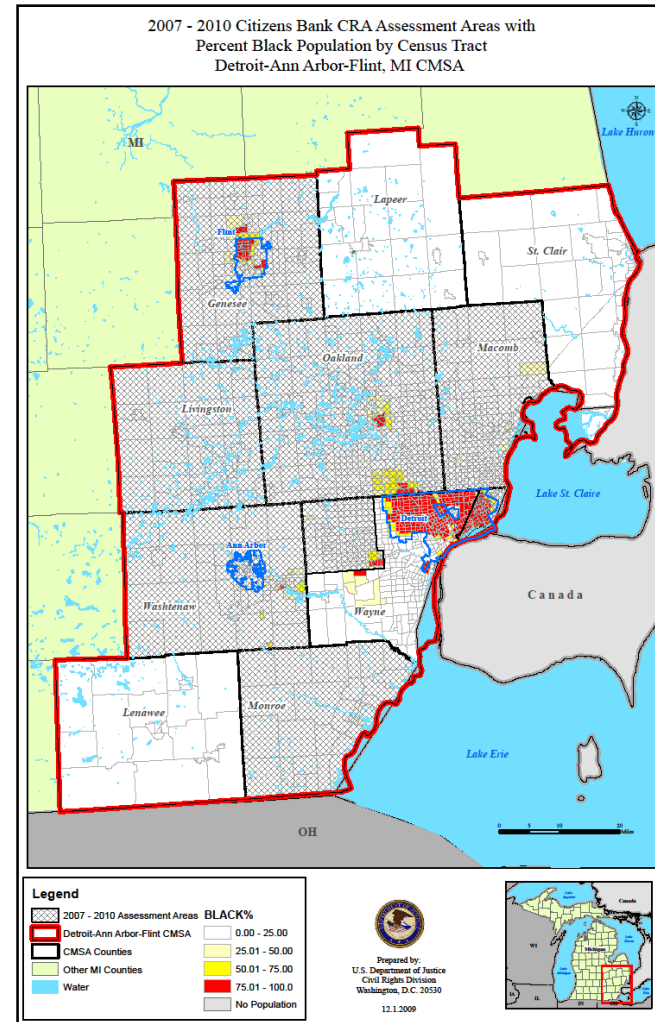 2007 - 2010 Citizens Bank CRA Assessment Areas with
Percent Black Population by Census Tract
Detroit-Ann Arbor-Flint, MI CMSA
N
MI
Lake Huron
Lapeer
Flint
St. Clair
Genesee
Oakland
Macomb
Livingston
Lake St. Claire
Detroit
Ann Arbor
Canada
Washtenaw
Wayne
Lenawee
Monroe
Lake Erie
0 5 10 20
Miles
OH
Legend
2007 - 2010 Assessment Areas
Detroit-Ann Arbor-Flint CMSA
CMSA Counties
Other MI Counties
Water
BLACK%
0.00 - 25.00
25.01 - 50.00
50.01 - 75.00
75.01 - 100.0
No Population
Prepared by:
U.S. Department of Justice
Civil Rights Division
Washington, D.C. 20530
12.1.2009
Canada
WI
Michigan
IA
IL
IN